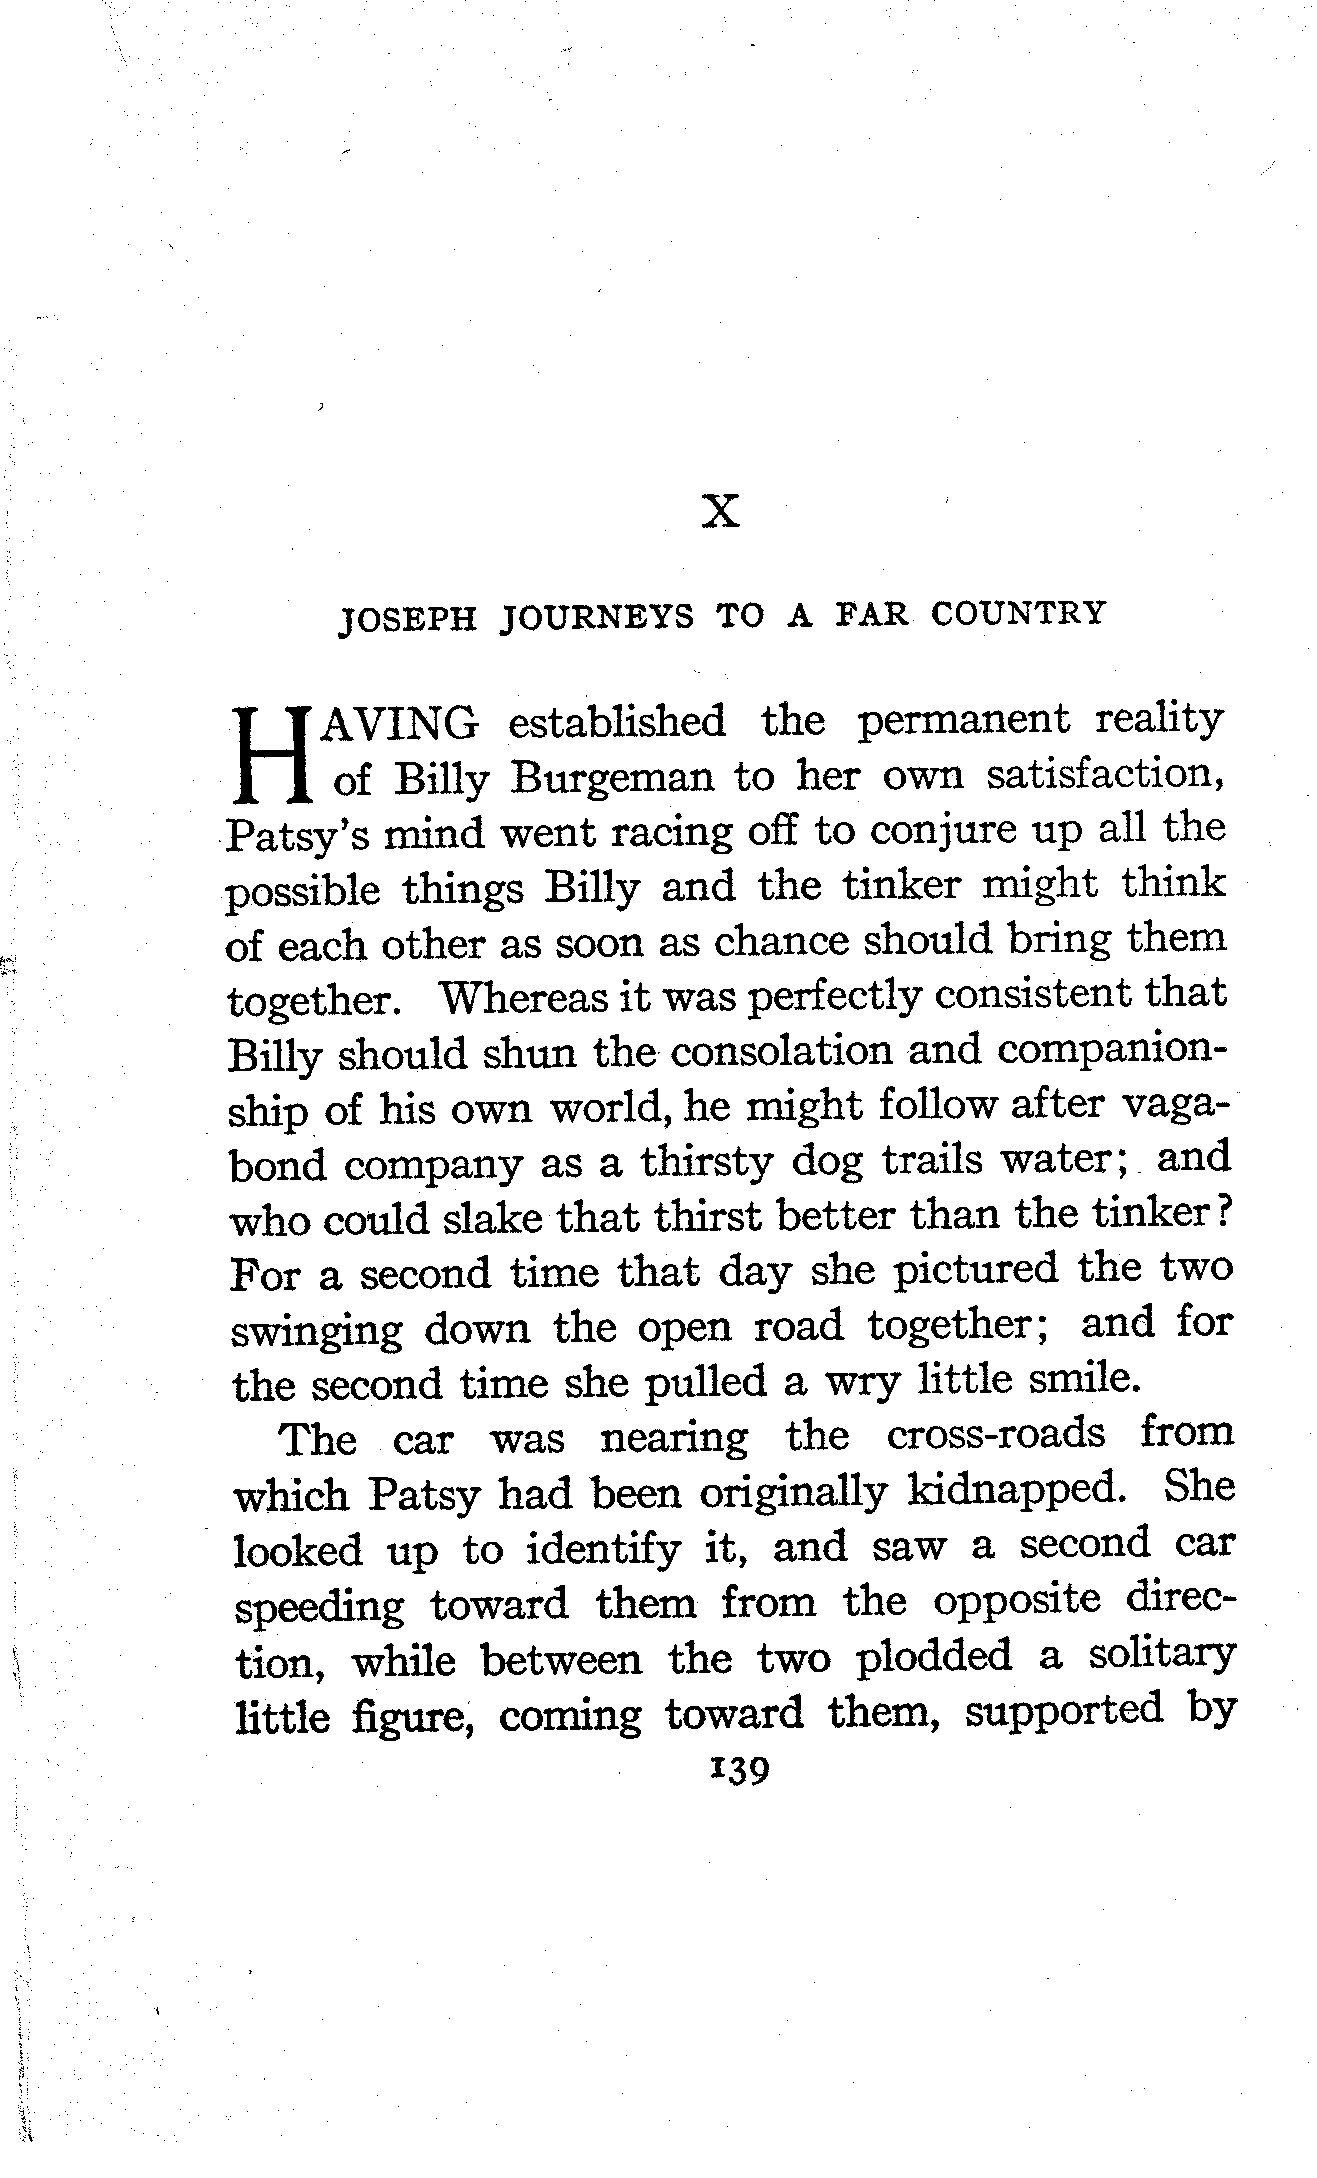 X
JOSEPH JOURNEYS TO A FAR COUNTRY
HAVING established the permanent reality
of Billy Burgeman to her own satisfaction,
Patsy's mind went racing off to conjure up all the
possible things Billy and the tinker might think
of each other as soon as chance should bring them
together. Whereas it was perfectly consistent that
Billy should shun the consolation and companion-
ship of his own world, he might follow after vaga-
bond company as a thirsty dog trails water; and
who could slake that thirst better than the tinker?
For a second time that day she pictured the two
swinging down the open road together; and for
the second time she pulled a wry little smile.
The car was nearing the cross-roads from
which Patsy had been originally kidnapped. She
looked up to identify it, and saw a second car
speeding toward them from the opposite direc-
tion, while between the two plodded a solitary
little figure, coming toward them, supported by
139